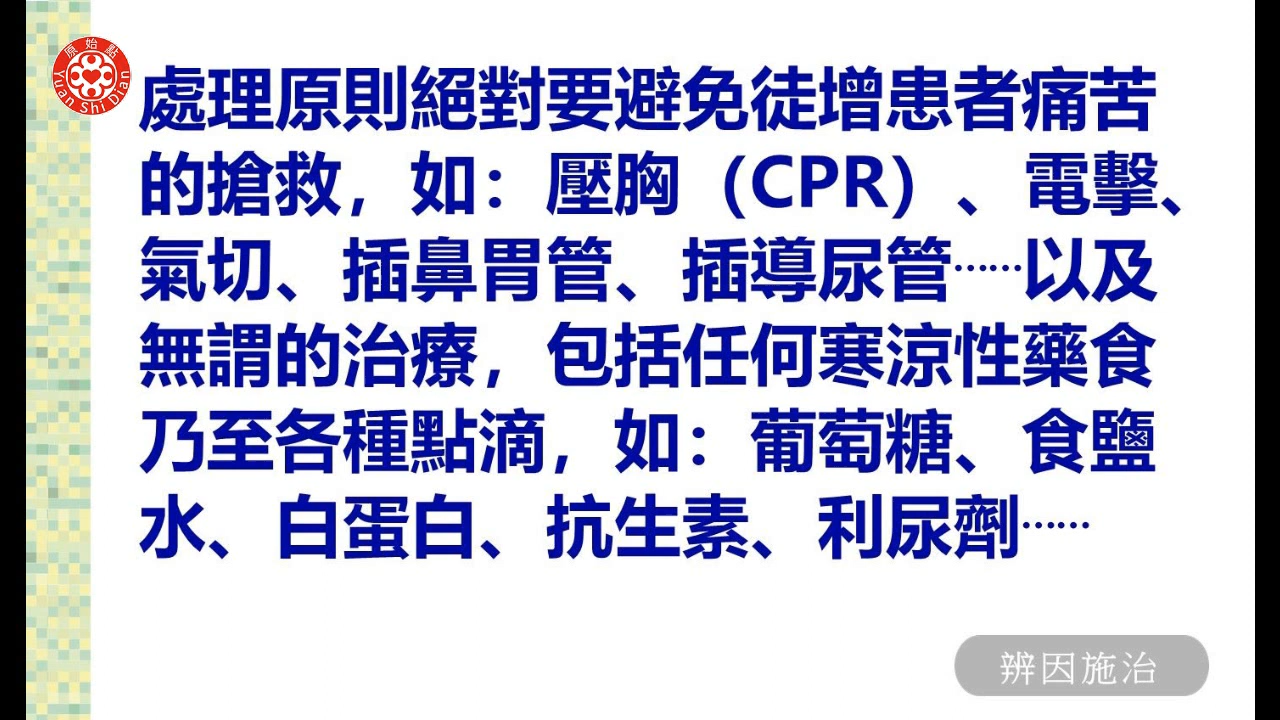 原始點
Yuan Shi Dian
處理原則絕對要避免徒增患者痛苦
的搶救，如：壓胸（CPR）、電擊、
氣切、插鼻胃管、插導尿管……以及
無謂的治療，包括任何寒涼性藥食
乃至各種點滴，如：葡萄糖、食鹽
水、白蛋白、抗生素、利尿劑……
辨因施治